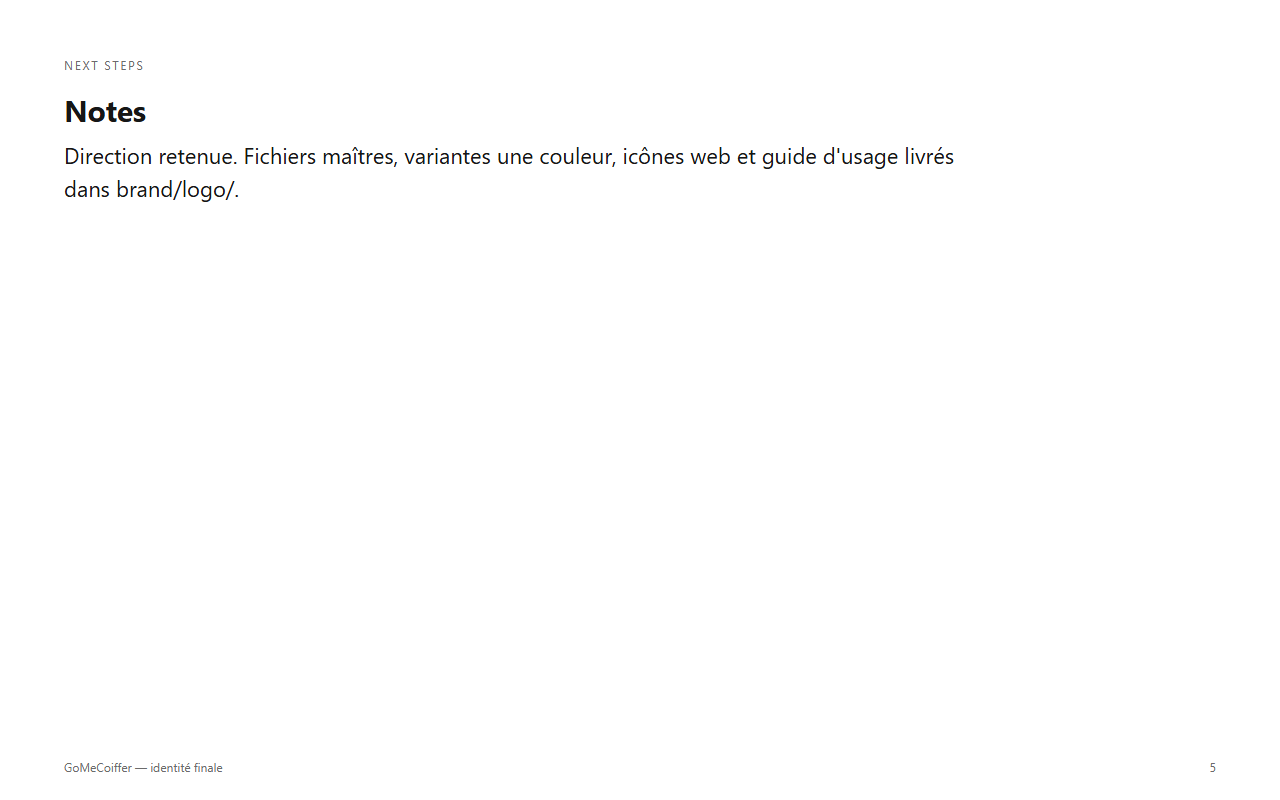 NEXT STEPS
Notes
Direction retenue. Fichiers maîtres, variantes une couleur, icônes web et guide d'usage livrés
dans brand/logo/.
GoMeCoiffer — identité finale
5